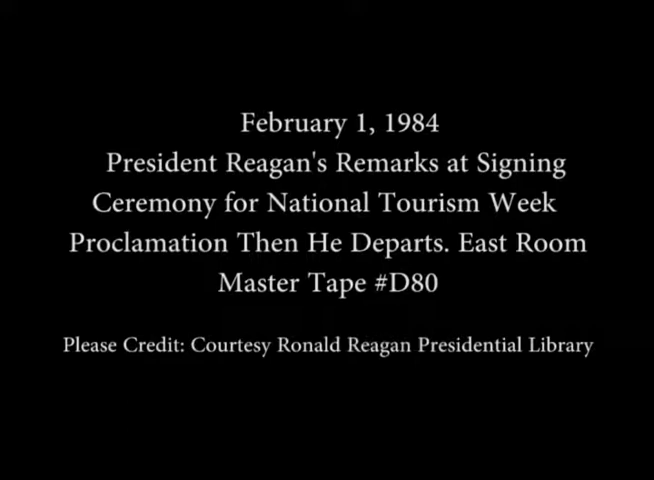 February 1, 1984
President Reagan's Remarks at Signing
Ceremony for National Tourism Week
Proclamation Then He Departs. East Room
Master Tape #D80
Please Credit: Courtesy Ronald Reagan Presidential Library